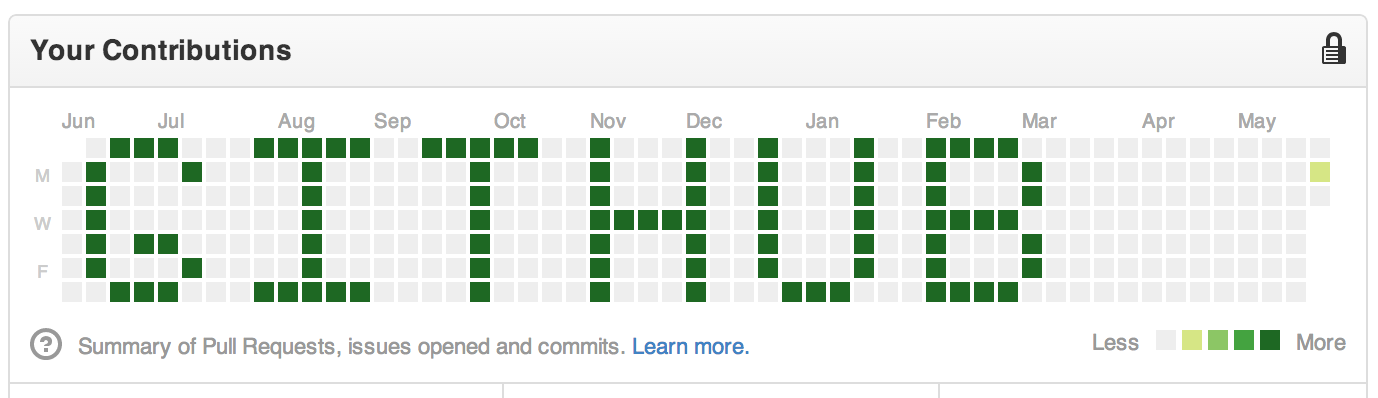 Your Contributions
Jun Jul Aug Sep Oct Nov Dec Jan Feb Mar Apr May
M
W
F
GITHUB
? Summary of Pull Requests, issues opened and commits. Learn more.
Less More